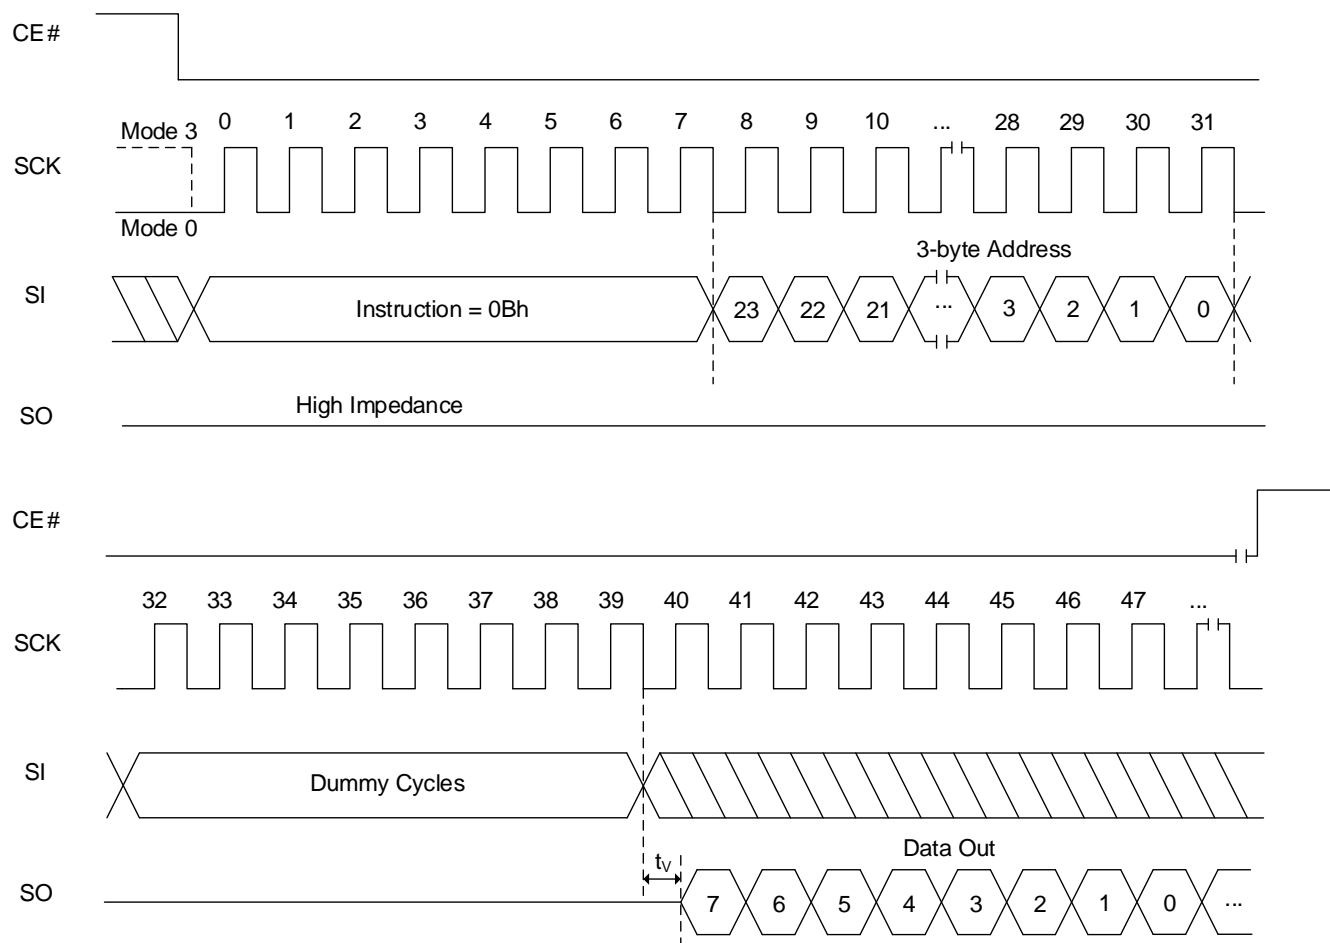 CE#
Mode 3 0 1 2 3 4 5 6 7 8 9 10 ... 28 29 30 31
SCK
Mode 0
3-byte Address
SI Instruction = 0Bh 23 22 21 ... 3 2 1 0
High Impedance
SO
CE#
32 33 34 35 36 37 38 39 40 41 42 43 44 45 46 47 ...
SCK
SI Dummy Cycles
Data Out
tV
SO 7 6 5 4 3 2 1 0 ...